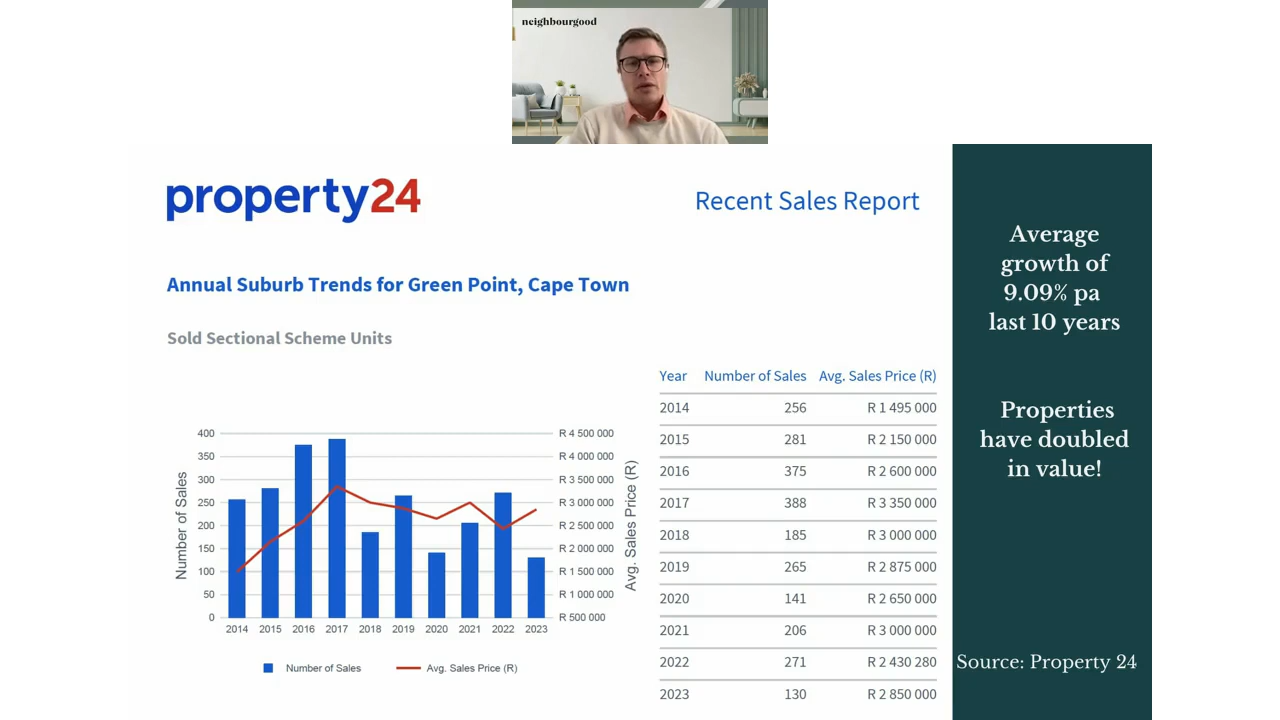 neighbourgood
property24
Recent Sales Report
Annual Suburb Trends for Green Point, Cape Town
Sold Sectional Scheme Units
Number of Sales
400
350
300
250
200
150
100
50
0
R 4 500 000
R 4 000 000
R 3 500 000
R 3 000 000
R 2 500 000
R 2 000 000
R 1 500 000
R 1 000 000
R 500 000
Avg. Sales Price (R)
2014 2015 2016 2017 2018 2019 2020 2021 2022 2023
Number of Sales Avg. Sales Price (R)
Year Number of Sales Avg. Sales Price (R)
2014 256 R 1 495 000
2015 281 R 2 150 000
2016 375 R 2 600 000
2017 388 R 3 350 000
2018 185 R 3 000 000
2019 265 R 2 875 000
2020 141 R 2 650 000
2021 206 R 3 000 000
2022 271 R 2 430 280
2023 130 R 2 850 000
Average
growth of
9.09% pa
last 10 years
Properties
have doubled
in value!
Source: Property 24